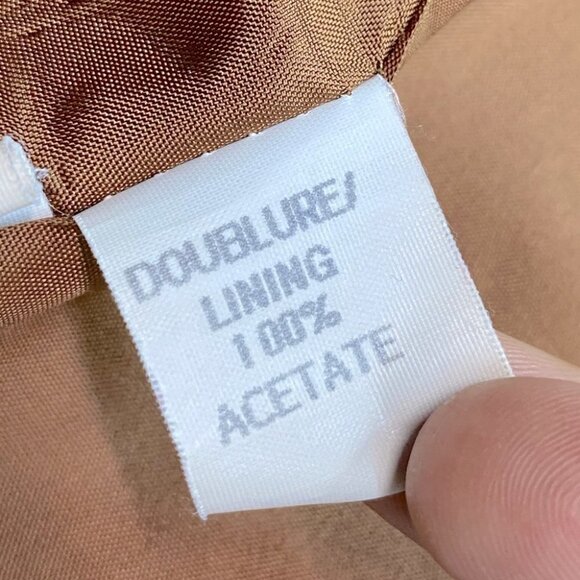 DOUBLURE/
LINING
100%
ACETATE